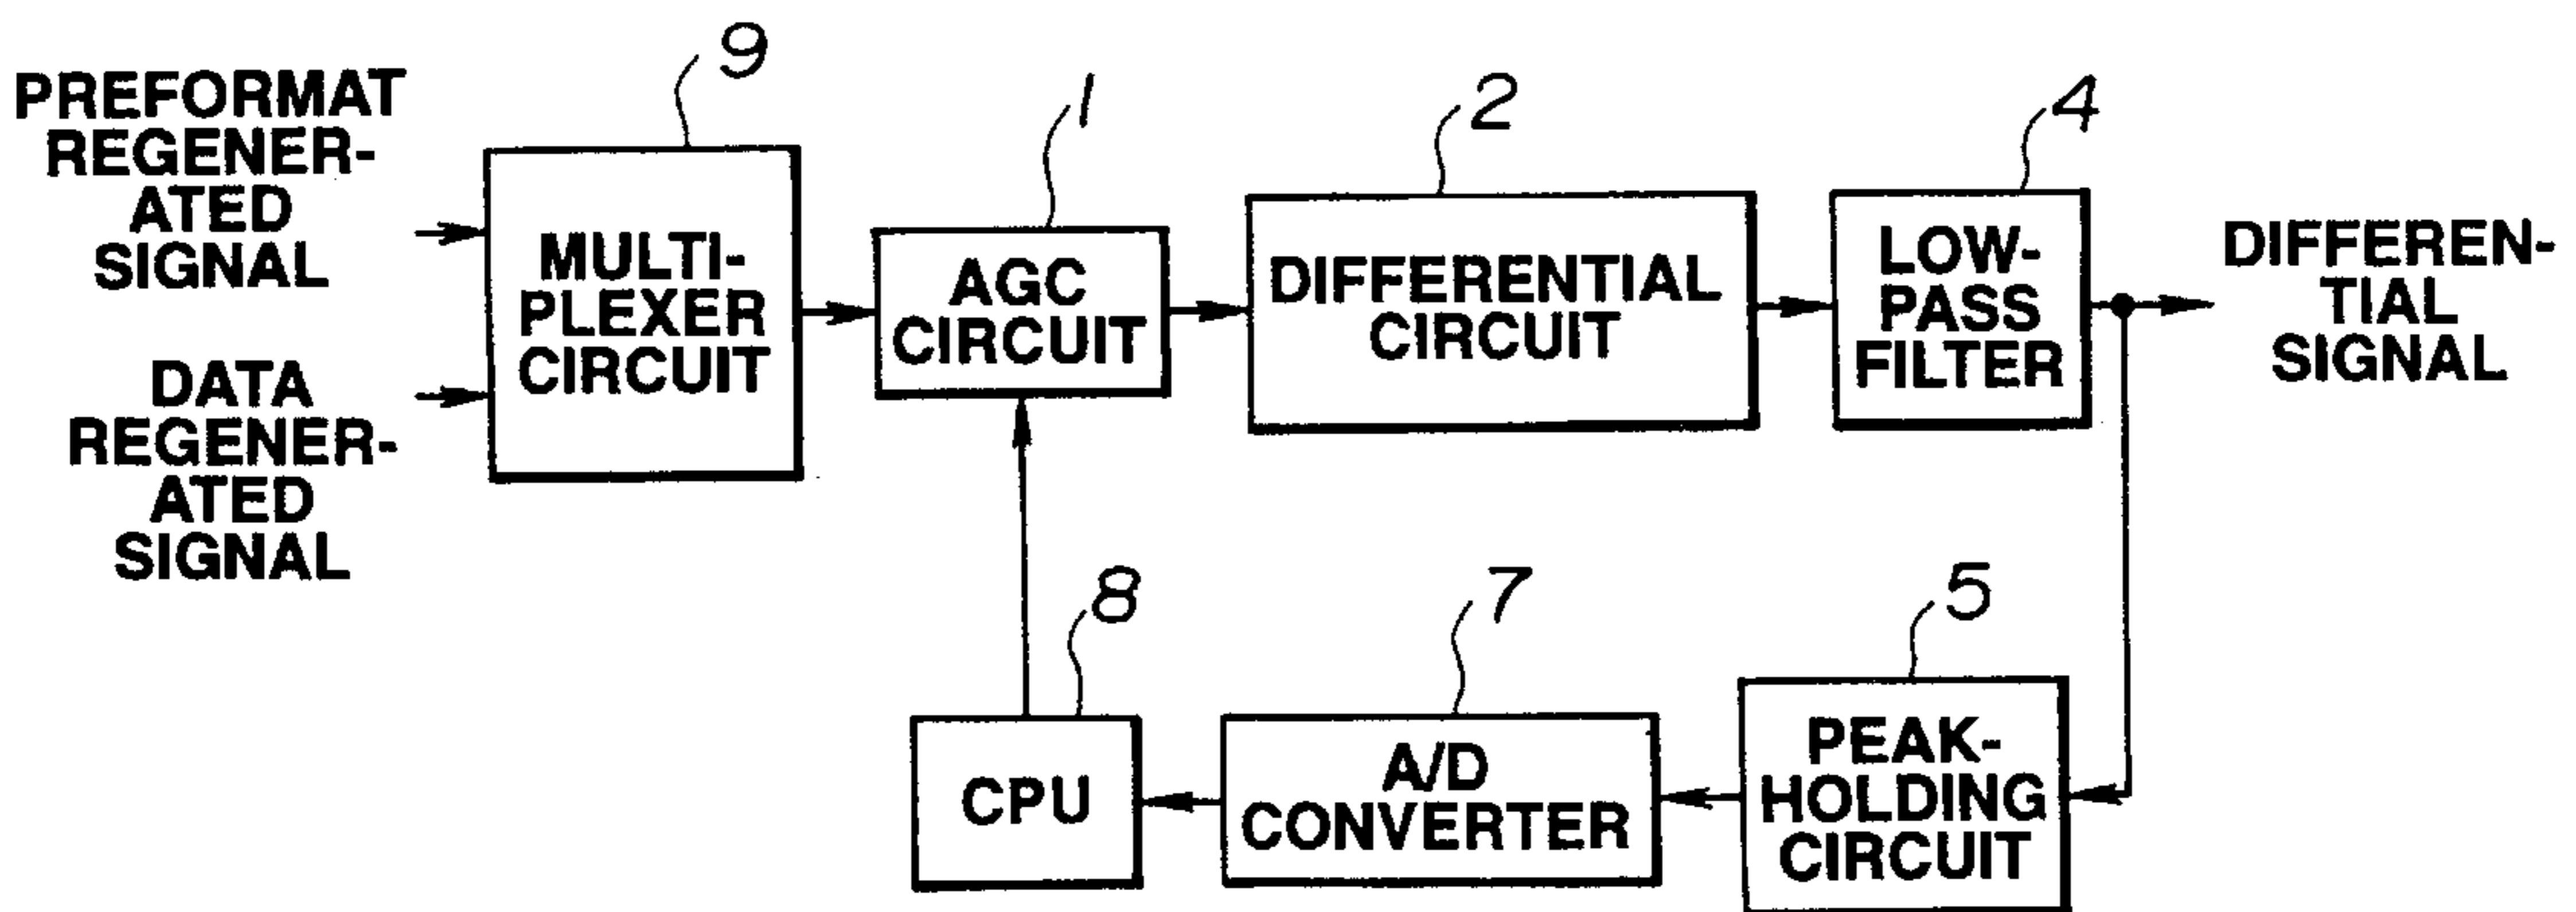 PREFORMAT
REGENER-
ATED
SIGNAL
DATA
REGENER-
ATED
SIGNAL
9
MULTI-
PLEXER
CIRCUIT
1
AGC
CIRCUIT
2
DIFFERENTIAL
CIRCUIT
4
LOW-
PASS
FILTER
DIFFEREN-
TIAL
SIGNAL
8
CPU
7
A/D
CONVERTER
5
PEAK-
HOLDING
CIRCUIT